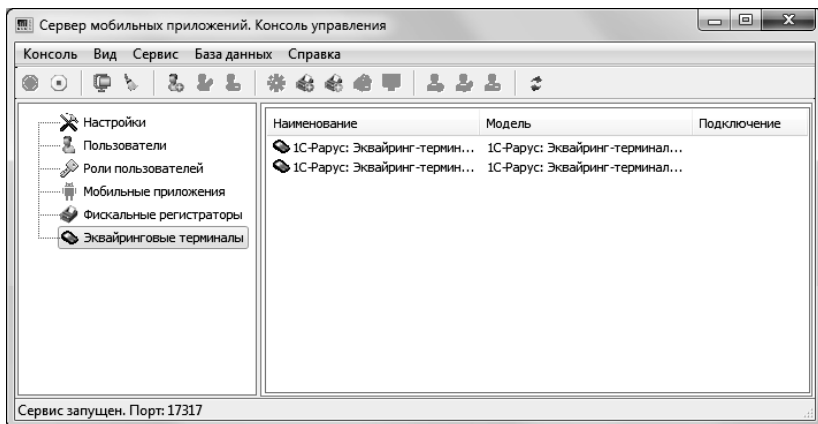 Сервер мобильных приложений. Консоль управления
Консоль Вид Сервис База данных Справка
Настройки
Пользователи
Роли пользователей
Мобильные приложения
Фискальные регистраторы
Эквайринговые терминалы
Наименование Модель Подключение
1С-Рарус: Эквайринг-термин... 1С-Рарус: Эквайринг-терминал...
1С-Рарус: Эквайринг-термин... 1С-Рарус: Эквайринг-терминал...
Сервис запущен. Порт: 17317